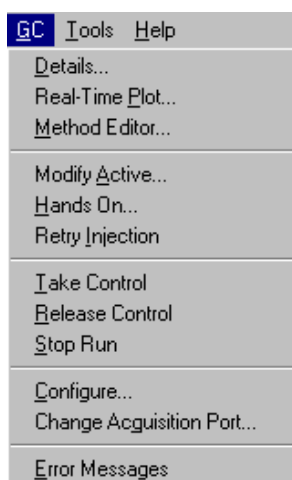 GC Tools Help
Details...
Real-Time Plot...
Method Editor...
Modify Active...
Hands On...
Retry Injection
Take Control
Release Control
Stop Run
Configure...
Change Acquisition Port...
Error Messages